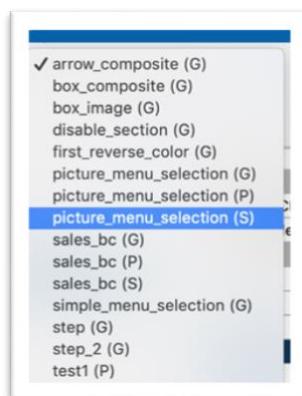 ✓ arrow_composite (G)
box_composite (G)
box_image (G)
disable_section (G)
first_reverse_color (G)
picture_menu_selection (G)
picture_menu_selection (P)
picture_menu_selection (S)
sales_bc (G)
sales_bc (P)
sales_bc (S)
simple_menu_selection (G)
step (G)
step_2 (G)
test1 (P)